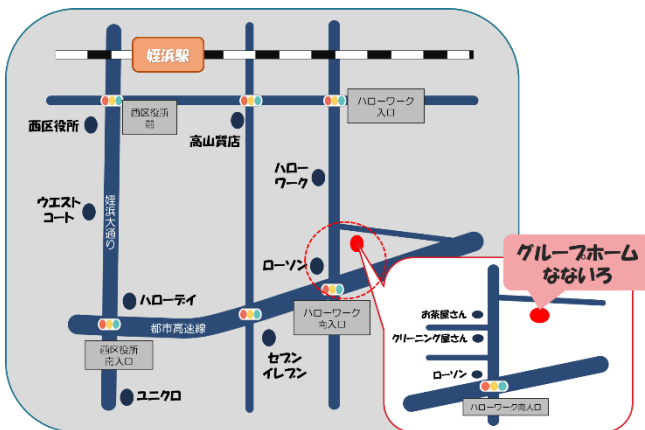 姪浜駅
西区役所
前
ハローワーク
入口
西区役所
高山質店
ハロー
ワーク
ウエスト
コート
姪浜大通り
ローソン
グループホーム
なないろ
ハローデイ
都市高速線
ハローワーク
南入口
西区役所
南入口
セブン
イレブン
ユニクロ
お茶屋さん
クリーニング屋さん
ローソン
ハローワーク南入口